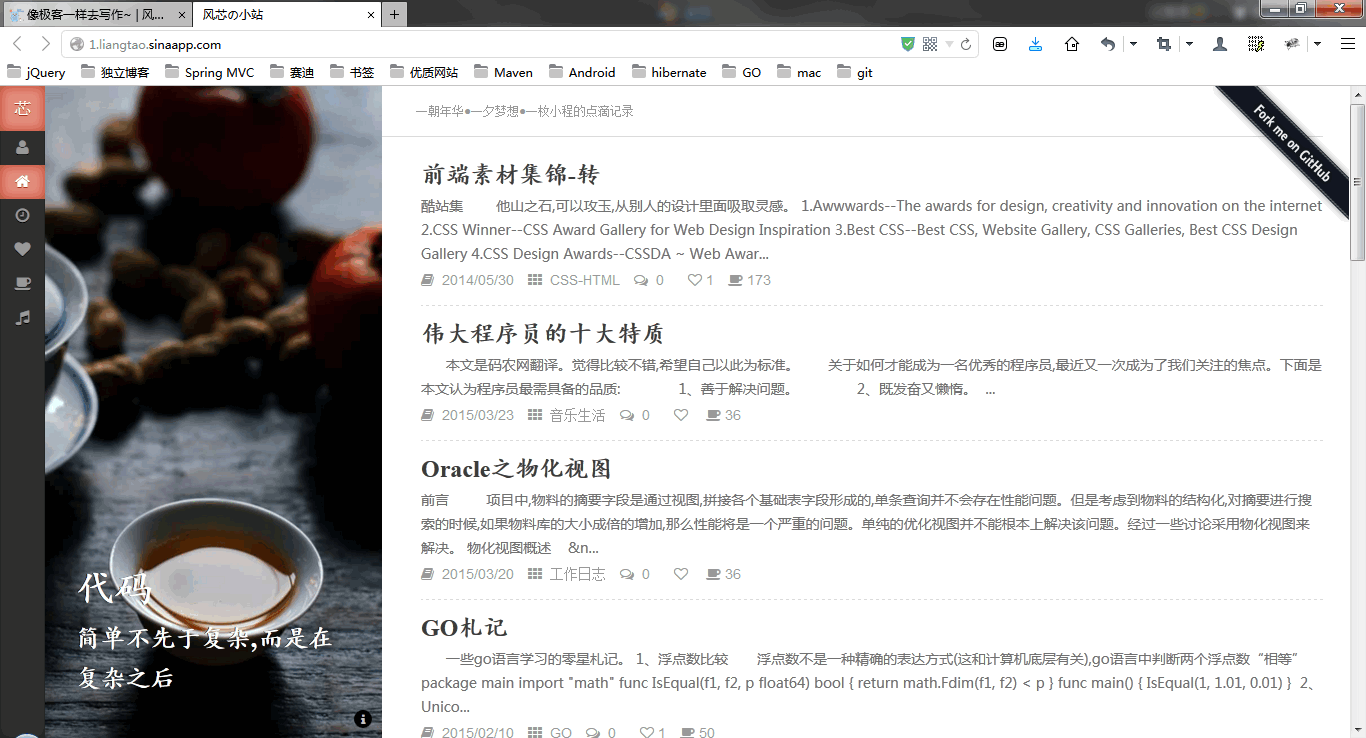 像极客一样去写作~ | 风...
风芯の小站
1.liangtao.sinaapp.com
jQuery 独立博客 Spring MVC 赛迪 书签 优质网站 Maven Android hibernate GO mac git
芯
一朝年华●一夕梦想●一枚小程的点滴记录
Fork me on GitHub
前端素材集锦-转
酷站集 他山之石,可以攻玉,从别人的设计里面吸取灵感。 1.Awwwards--The awards for design, creativity and innovation on the internet
2.CSS Winner--CSS Award Gallery for Web Design Inspiration 3.Best CSS--Best CSS, Website Gallery, CSS Galleries, Best CSS Design
Gallery 4.CSS Design Awards--CSSDA ~ Web Awar...
2014/05/30 CSS-HTML 0 1 173
伟大程序员的十大特质
本文是码农网翻译。觉得比较不错,希望自己以此为标准。 关于如何才能成为一名优秀的程序员,最近又一次成为了我们关注的焦点。下面是
本文认为程序员最需具备的品质: 1、善于解决问题。 2、既发奋又懒惰。 ...
2015/03/23 音乐生活 0 36
Oracle之物化视图
前言 项目中,物料的摘要字段是通过视图,拼接各个基础表字段形成的,单条查询并不会存在性能问题。但是考虑到物料的结构化,对摘要进行搜
索的时候,如果物料库的大小成倍的增加,那么性能将是一个严重的问题。单纯的优化视图并不能根本上解决该问题。经过一些讨论采用物化视图来
解决。 物化视图概述 &n...
2015/03/20 工作日志 0 36
GO札记
一些go语言学习的零星札记。 1、浮点数比较 浮点数不是一种精确的表达方式(这和计算机底层有关),go语言中判断两个浮点数“相等”
package main import "math" func IsEqual(f1, f2, p float64) bool { return math.Fdim(f1, f2) < p } func main() { IsEqual(1, 1.01, 0.01) } 2、
Unico...
2015/02/10 GO 0 1 50
代码
简单不先于复杂,而是在
复杂之后